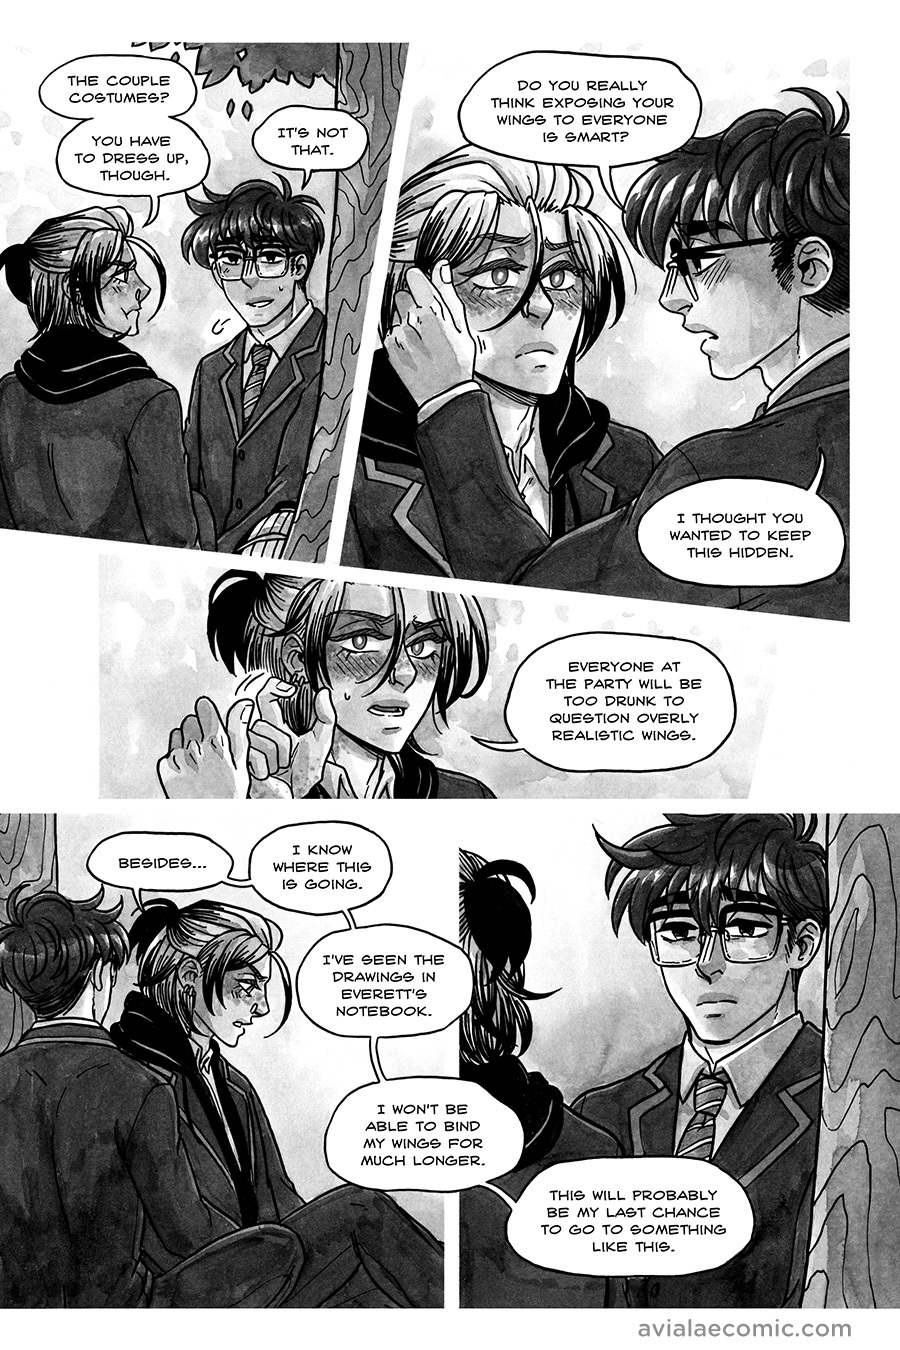 THE COUPLE
COSTUMES?
YOU HAVE
TO DRESS UP,
THOUGH.
IT'S NOT
THAT.
DO YOU REALLY
THINK EXPOSING YOUR
WINGS TO EVERYONE
IS SMART?
I THOUGHT YOU
WANTED TO KEEP
THIS HIDDEN.
EVERYONE AT
THE PARTY WILL BE
TOO DRUNK TO
QUESTION OVERLY
REALISTIC WINGS.
BESIDES...
I KNOW
WHERE THIS
IS GOING.
I'VE SEEN THE
DRAWINGS IN
EVERETT'S
NOTEBOOK.
I WON'T BE
ABLE TO BIND
MY WINGS FOR
MUCH LONGER.
THIS WILL PROBABLY
BE MY LAST CHANCE
TO GO TO SOMETHING
LIKE THIS.
avialaecomic.com